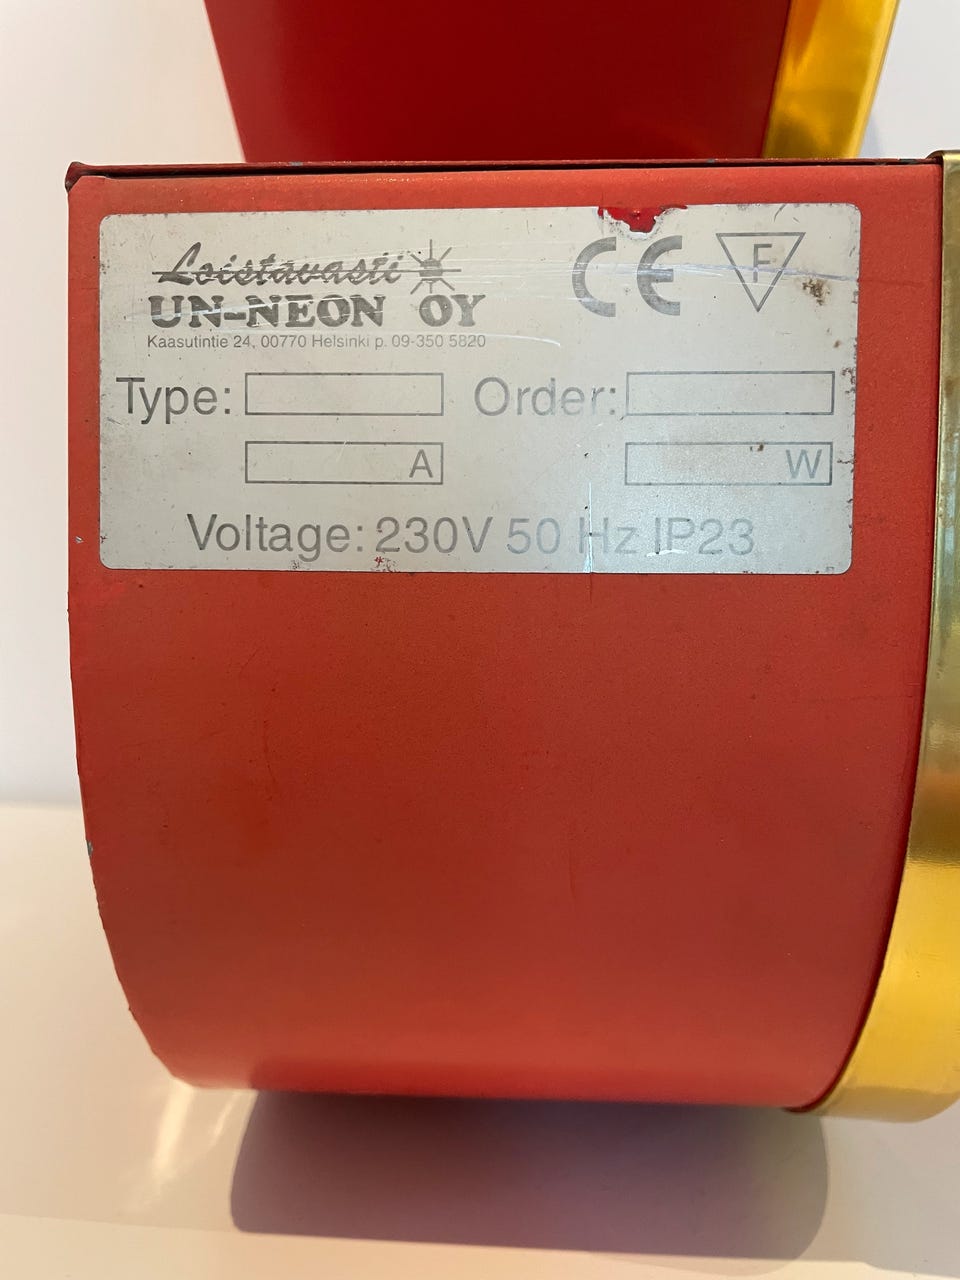 Loistavasti
UN-NEON OY
Kaasutintie 24, 00770 Helsinki p. 09-350 5820
CE
F
Type: Order:
A W
Voltage: 230V 50 Hz IP23